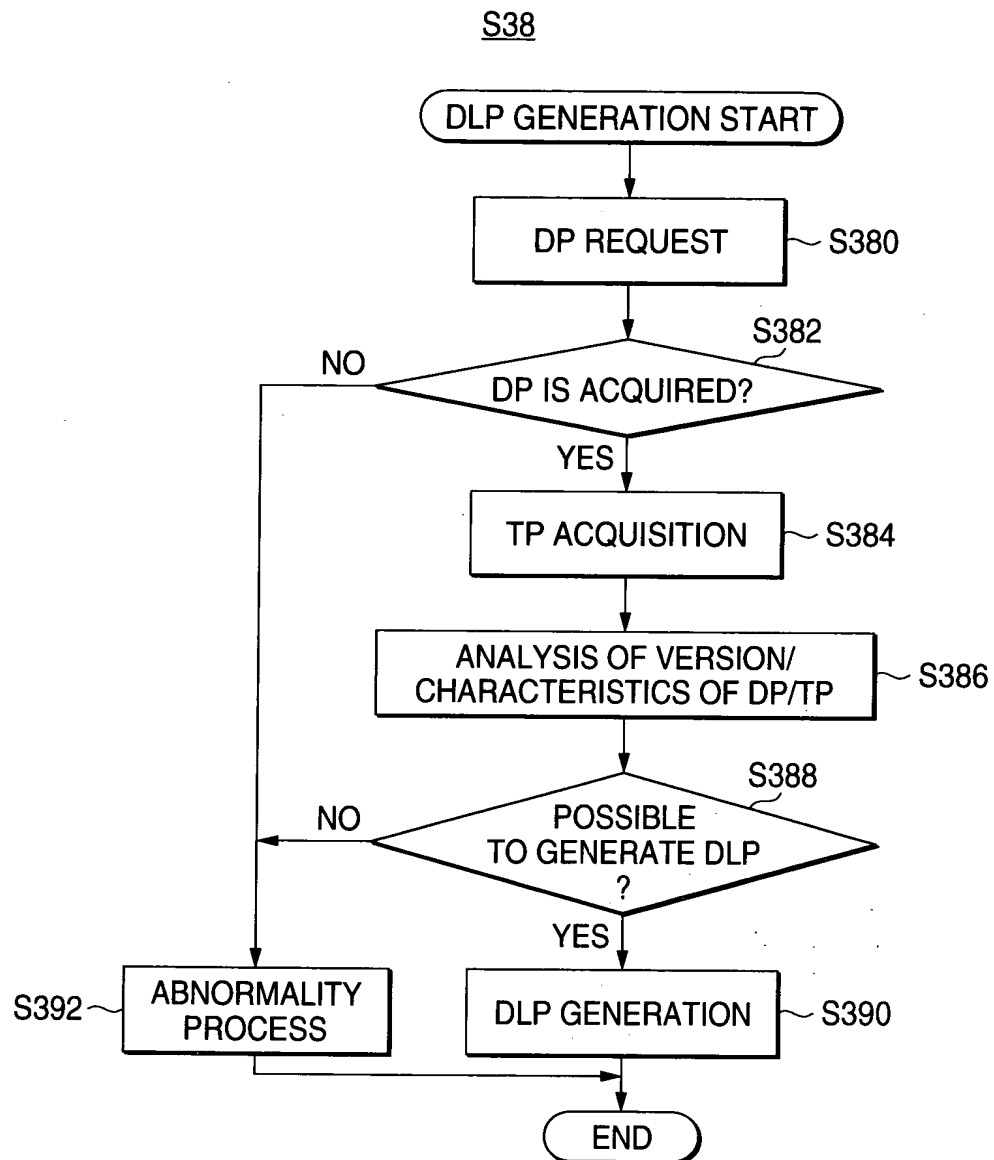 S38
DLP GENERATION START
DP REQUEST
S380
S382
NO
DP IS ACQUIRED?
YES
TP ACQUISITION
S384
ANALYSIS OF VERSION/
CHARACTERISTICS OF DP/TP
S386
S388
NO
POSSIBLE
TO GENERATE DLP
?
YES
S392
ABNORMALITY
PROCESS
DLP GENERATION
S390
END